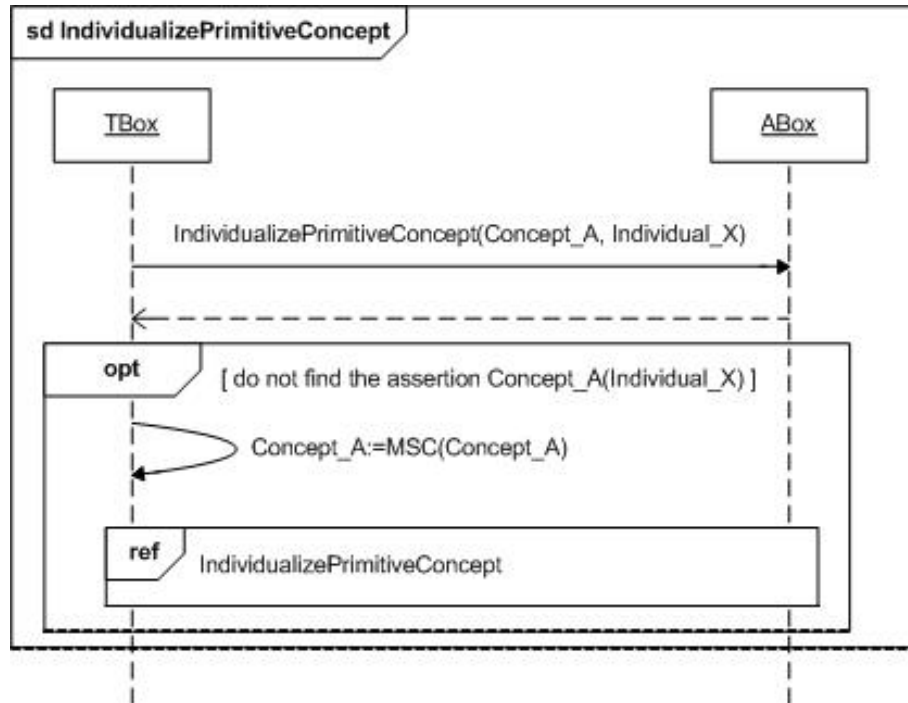 sd IndividualizePrimitiveConcept
TBox
ABox
IndividualizePrimitiveConcept(Concept_A, Individual_X)
opt
[ do not find the assertion Concept_A(Individual_X) ]
Concept_A:=MSC(Concept_A)
ref
IndividualizePrimitiveConcept